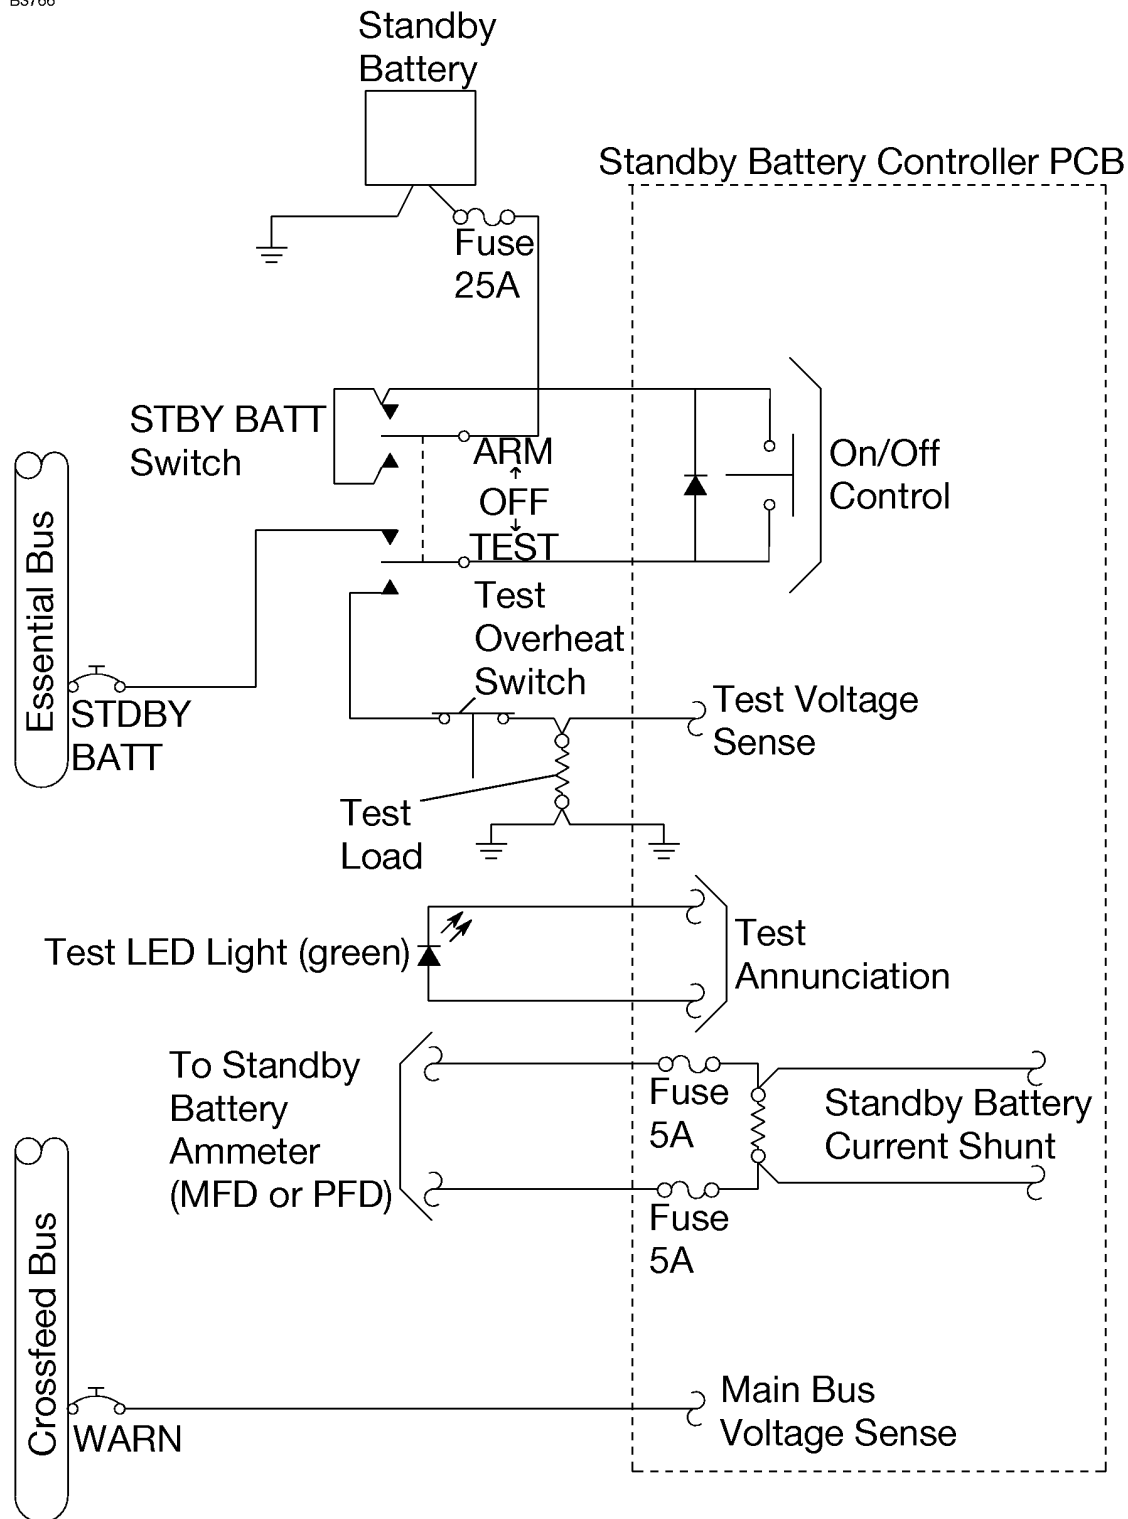 B3766
Standby
Battery
Standby Battery Controller PCB
Fuse
25A
STBY BATT
Switch
ARM
OFF
TEST
On/Off
Control
Essential Bus
STDBY
BATT
Test
Overheat
Switch
Test Voltage
Sense
Test
Load
Test LED Light (green)
Test
Annunciation
To Standby
Battery
Ammeter
(MFD or PFD)
Fuse
5A
Standby Battery
Current Shunt
Fuse
5A
Crossfeed Bus
WARN
Main Bus
Voltage Sense